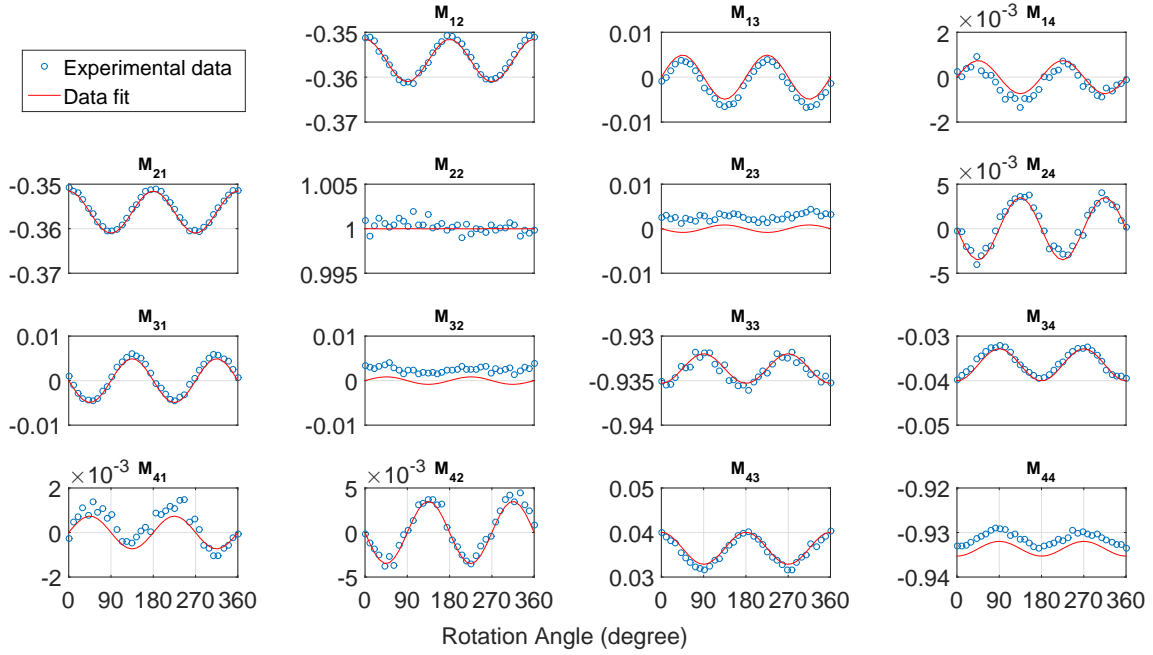 Experimental data
Data fit
M12
-0.35
-0.36
-0.37
M13
0.01
0
-0.01
M14
×10-3
2
0
-2
M21
-0.35
-0.36
-0.37
M22
1.005
1
0.995
M23
0.01
0
-0.01
M24
×10-3
5
0
-5
M31
0.01
0
-0.01
M32
0.01
0
-0.01
M33
-0.93
-0.935
-0.94
M34
-0.03
-0.04
-0.05
M41
×10-3
2
0
-2
0 90 180 270 360
M42
×10-3
5
0
-5
0 90 180 270 360
M43
0.05
0.04
0.03
0 90 180 270 360
M44
-0.92
-0.93
-0.94
0 90 180 270 360
Rotation Angle (degree)